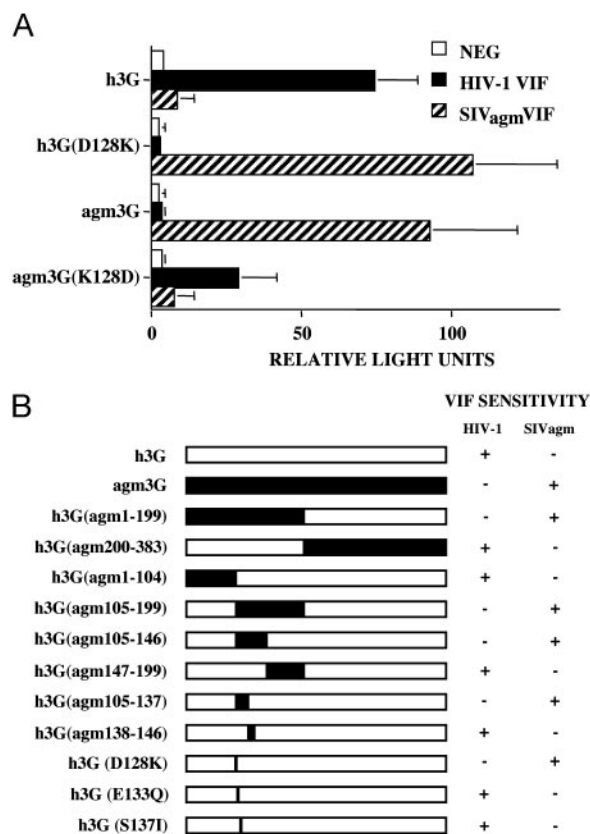 A
NEG
HIV-1 VIF
SIVagmVIF
h3G
h3G(D128K)
agm3G
agm3G(K128D)
0 50 100
RELATIVE LIGHT UNITS
B
VIF SENSITIVITY
HIV-1 SIVagm
h3G + -
agm3G - +
h3G(agm1-199) - +
h3G(agm200-383) + -
h3G(agm1-104) + -
h3G(agm105-199) - +
h3G(agm105-146) - +
h3G(agm147-199) + -
h3G(agm105-137) - +
h3G(agm138-146) + -
h3G (D128K) - +
h3G (E133Q) + -
h3G (S137I) + -